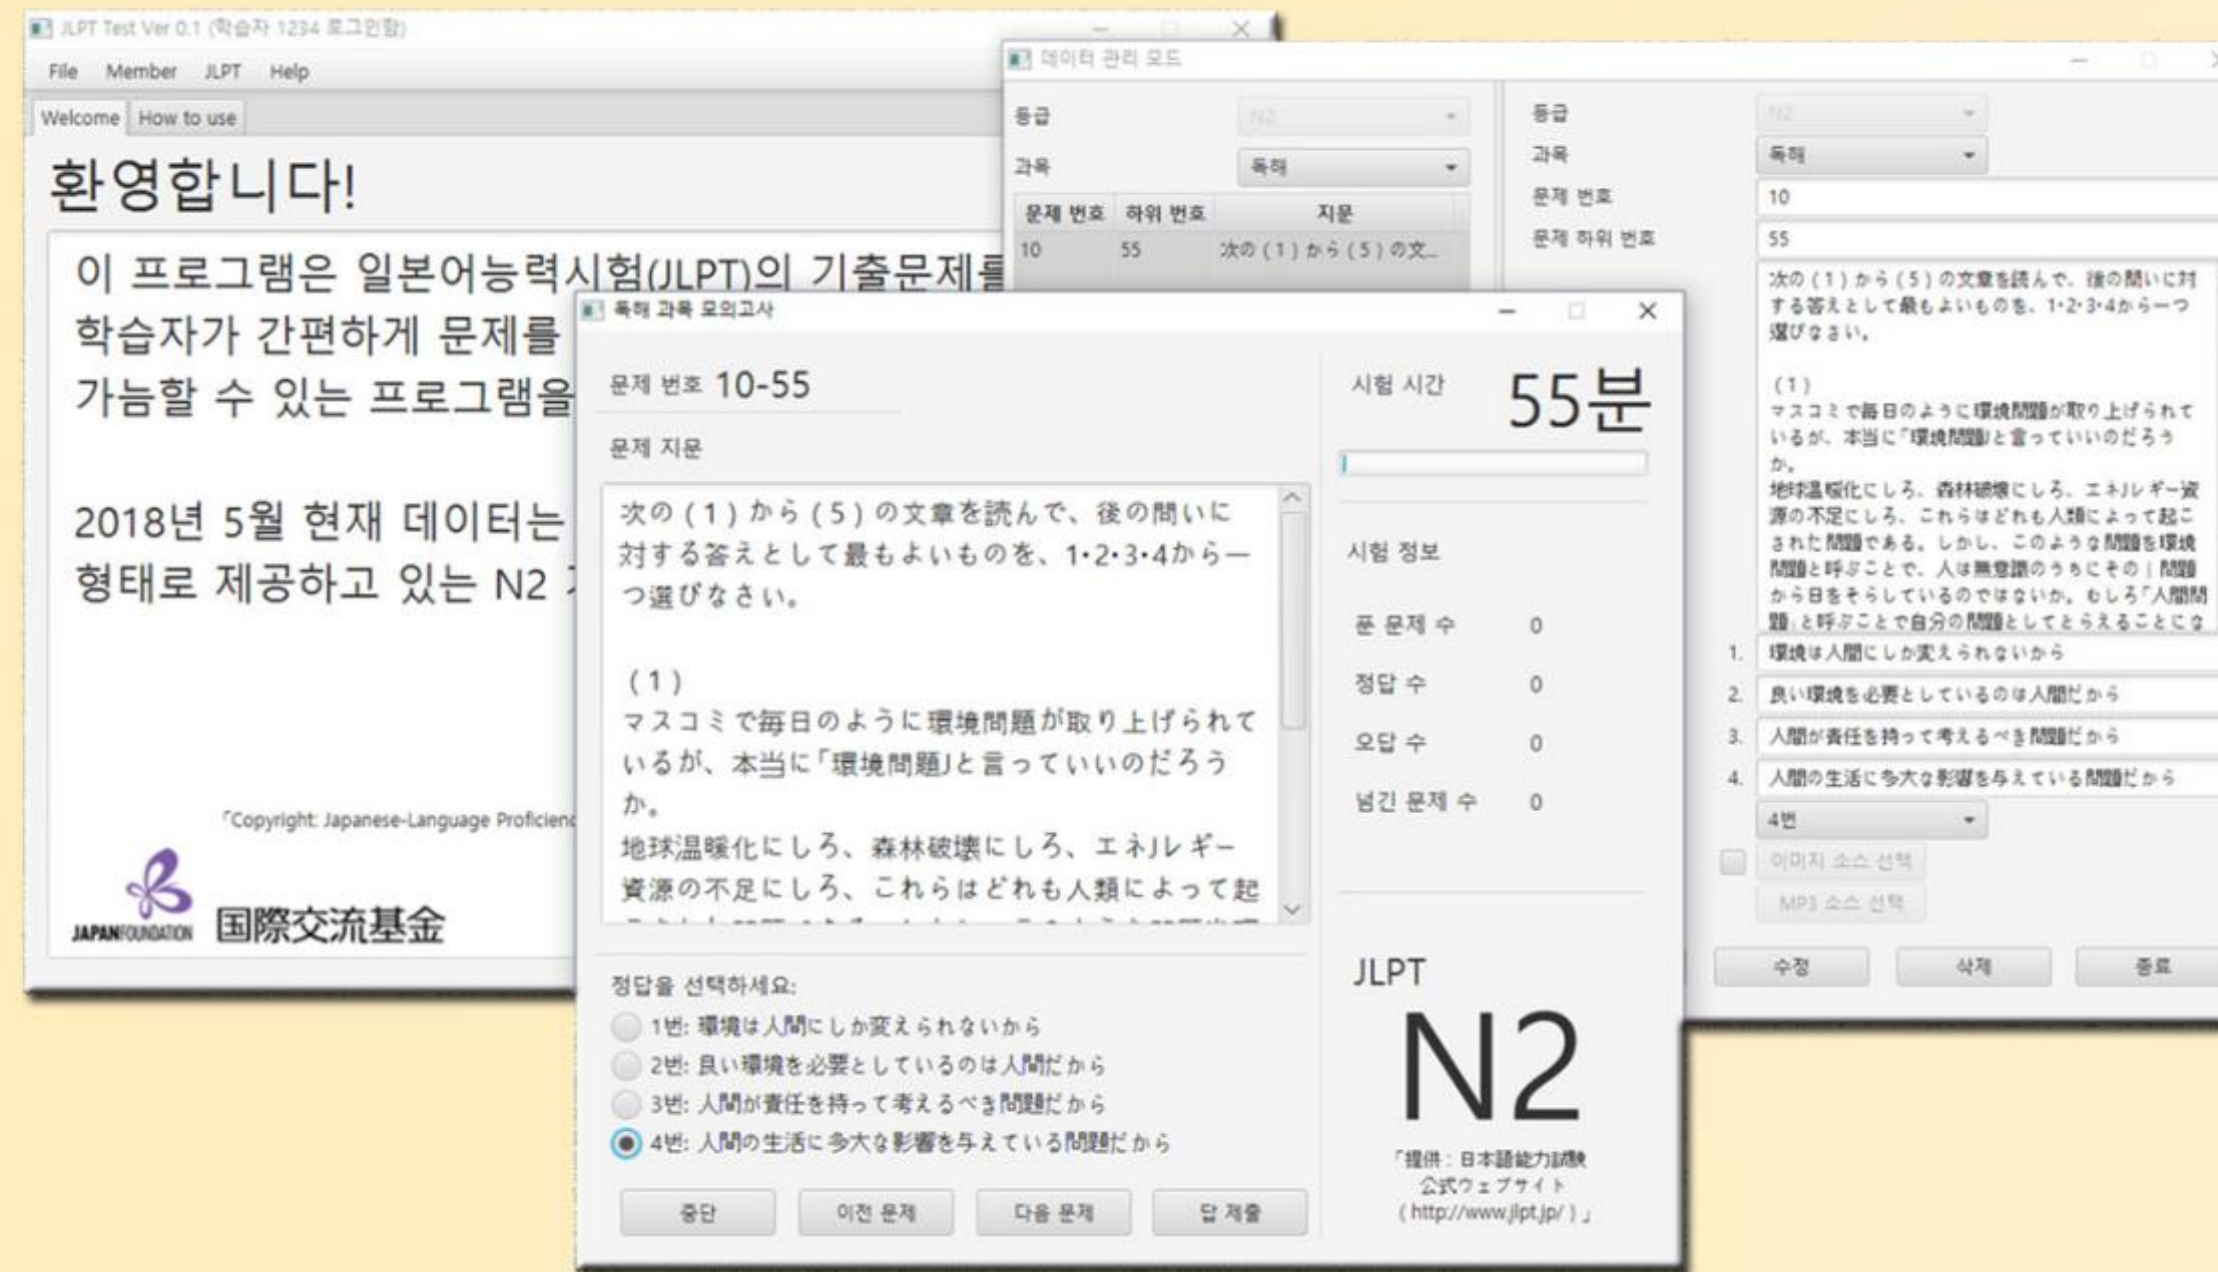 JLPT Test Ver 0.1 (학습자 1234 로그인함)
File Member JLPT Help
Welcome How to use
환영합니다!
이 프로그램은 일본어능력시험(JLPT)의 기출문제를
학습자가 간편하게 문제를
가늠할 수 있는 프로그램을
2018년 5월 현재 데이터는
형태로 제공하고 있는 N2
「Copyright: Japanese-Language Proficienc
JAPANFOUNDATION 国際交流基金
데이터 관리 모드
등급 N2
과목 독해
문제 번호 하위 번호 지문
10 55 次の(1)から(5)の文...
등급 N2
과목 독해
문제 번호 10
문제 하위 번호 55
次の(1)から(5)の文章を読んで、後の問いに対
する答えとして最もよいものを、1・2・3・4から一つ
選びなさい。
(1)
マスコミで毎日のように環境問題が取り上げられて
いるが、本当に「環境問題」と言っていいのだろう
か。
地球温暖化にしろ、森林破壊にしろ、エネルギー資
源の不足にしろ、これらはどれも人類によって起こ
された問題である。しかし、このような問題を環境
問題と呼ぶことで、人は無意識のうちにその|問題
から日をそらしているのではないか。むしろ「人間問
題」と呼ぶことで自分の問題としてとらえることにな
1. 環境は人間にしか変えられないから
2. 良い環境を必要としているのは人間だから
3. 人間が責任を持って考えるべき問題だから
4. 人間の生活に多大な影響を与えている問題だから
4번
이미지 소스 선택
MP3 소스 선택
수정 삭제 종료
독해 과목 모의고사
문제 번호 10-55
문제 지문
次の(1)から(5)の文章を読んで、後の問いに
対する答えとして最もよいものを、1・2・3・4から一
つ選びなさい。
(1)
マスコミで毎日のように環境問題が取り上げられて
いるが、本当に「環境問題」と言っていいのだろう
か。
地球温暖化にしろ、森林破壊にしろ、エネルギー
資源の不足にしろ、これらはどれも人類によって起
정답을 선택하세요:
1번: 環境は人間にしか変えられないから
2번: 良い環境を必要としているのは人間だから
3번: 人間が責任を持って考えるべき問題だから
4번: 人間の生活に多大な影響を与えている問題だから
중단 이전 문제 다음 문제 답 제출
시험 시간 55분
시험 정보
푼 문제 수 0
정답 수 0
오답 수 0
넘긴 문제 수 0
JLPT
N2
「提供：日本語能力試験
公式ウェブサイト
(http://www.jlpt.jp/)」